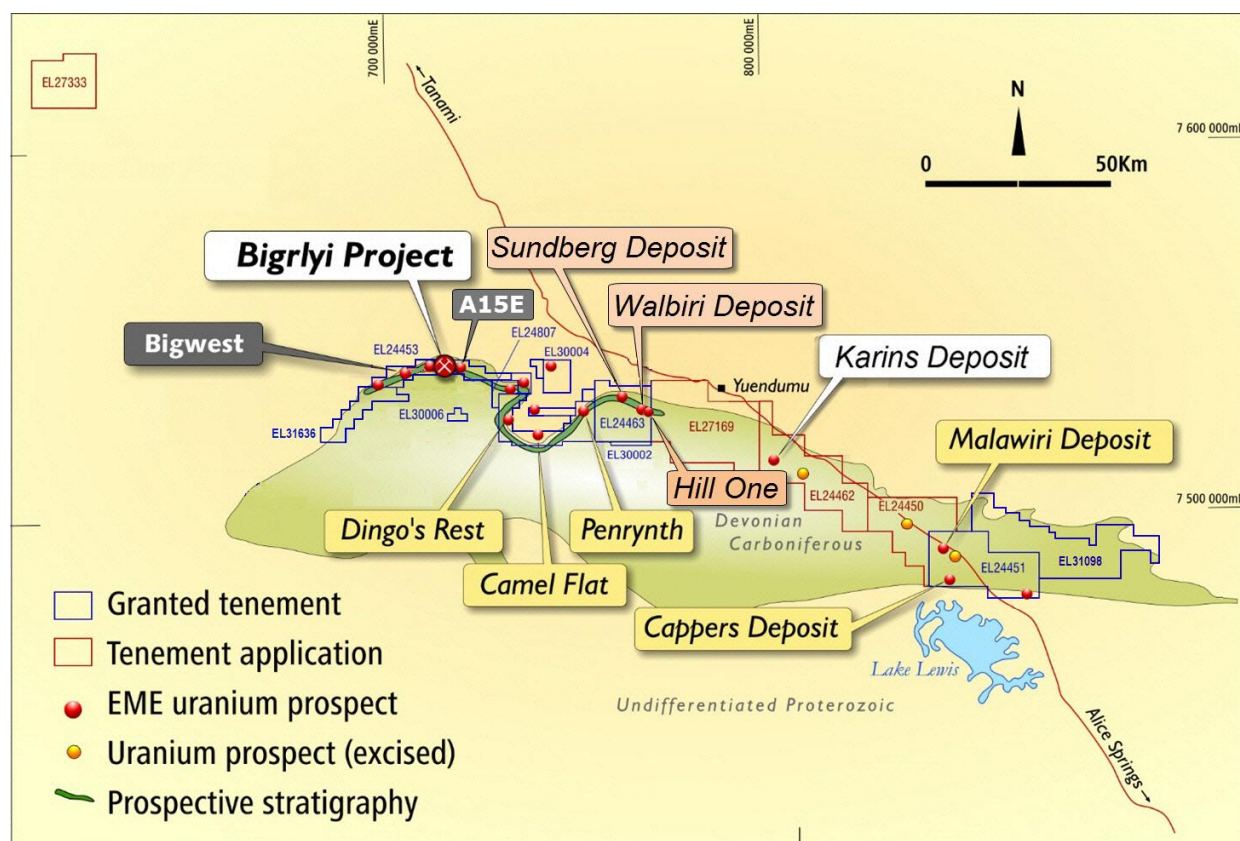 700 000mE
800 000mE
EL27333
Tanami
N
7 600 000mN
0 50Km
Bigrlyi Project
Sundberg Deposit
A15E
Walbiri Deposit
Bigwest
EL24807
EL24453
EL30004
Karins Deposit
Yuendumu
EL30006
EL31636
EL24463
EL27169
EL30002
Malawiri Deposit
Hill One
EL24462
EL24450
7 500 000mN
Dingo's Rest
Penrynth
Devonian
Carboniferous
EL24451
EL31098
Camel Flat
Cappers Deposit
Lake Lewis
Undifferentiated Proterozoic
Alice Springs
Granted tenement
Tenement application
EME uranium prospect
Uranium prospect (excised)
Prospective stratigraphy